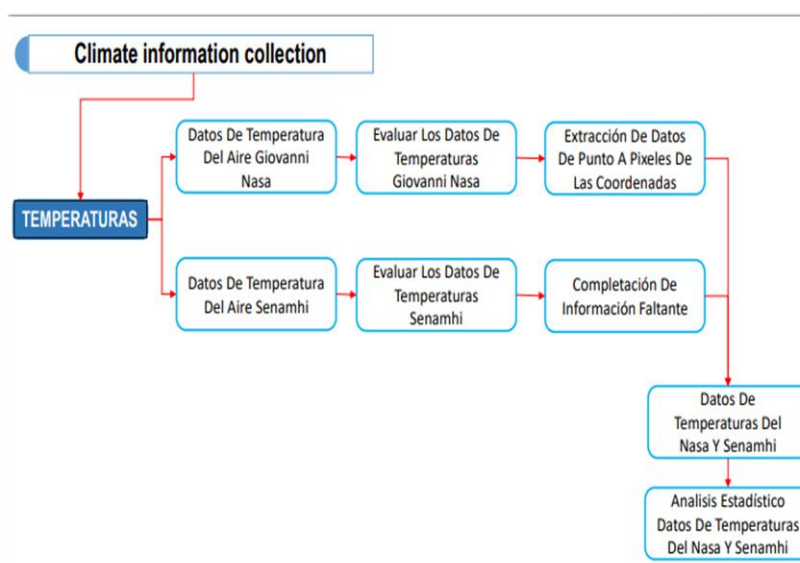 Climate information collection
TEMPERATURAS
Datos De Temperatura
Del Aire Giovanni
Nasa
Evaluar Los Datos De
Temperaturas
Giovanni Nasa
Extracción De Datos
De Punto A Pixeles De
Las Coordenadas
Datos De Temperatura
Del Aire Senamhi
Evaluar Los Datos De
Temperaturas
Senamhi
Completación De
Información Faltante
Datos De
Temperaturas Del
Nasa Y Senamhi
Analisis Estadístico
Datos De Temperaturas
Del Nasa Y Senamhi